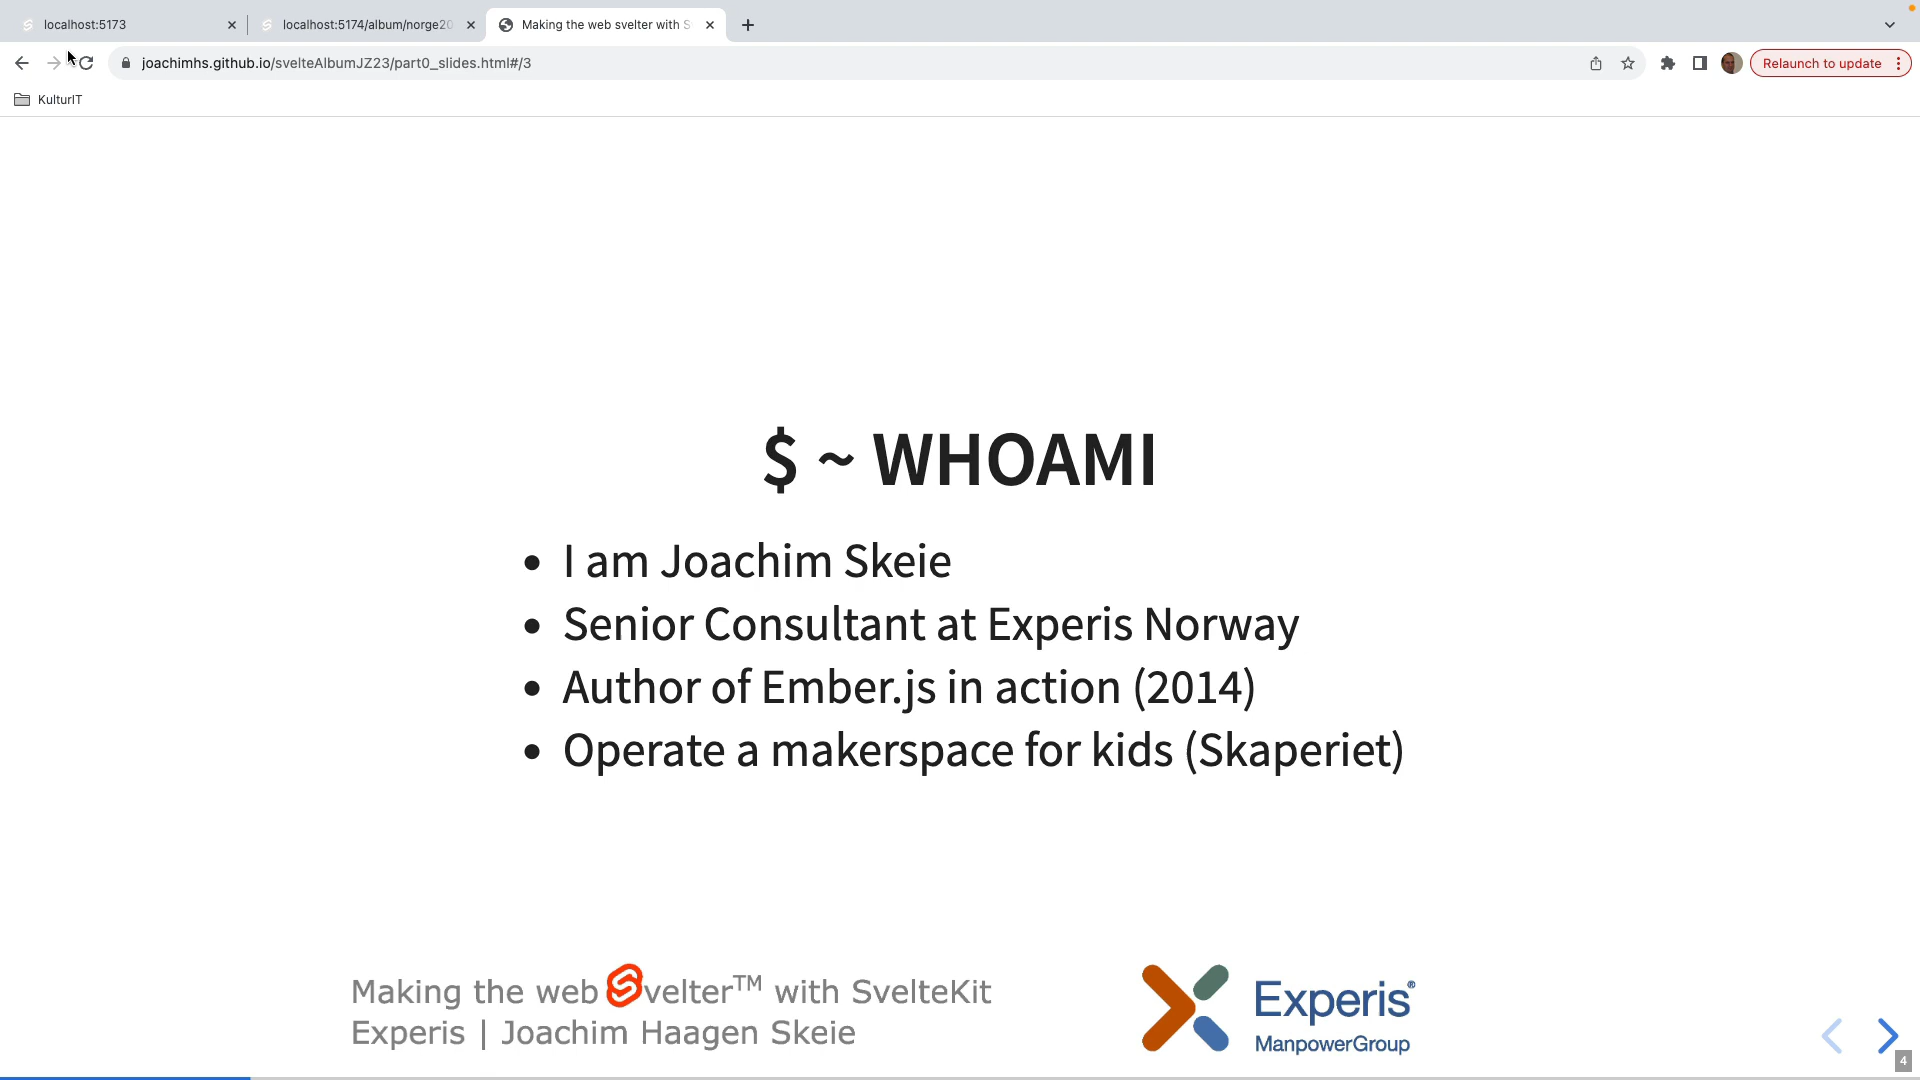 localhost:5173
localhost:5174/album/norge20
Making the web svelter with S
joachimhs.github.io/svelteAlbumJZ23/part0_slides.html#/3
Relaunch to update
KulturIT
$ ~ WHOAMI
• I am Joachim Skeie
• Senior Consultant at Experis Norway
• Author of Ember.js in action (2014)
• Operate a makerspace for kids (Skaperiet)
Making the web Svelter™ with SvelteKit
Experis | Joachim Haagen Skeie
Experis®
ManpowerGroup
4